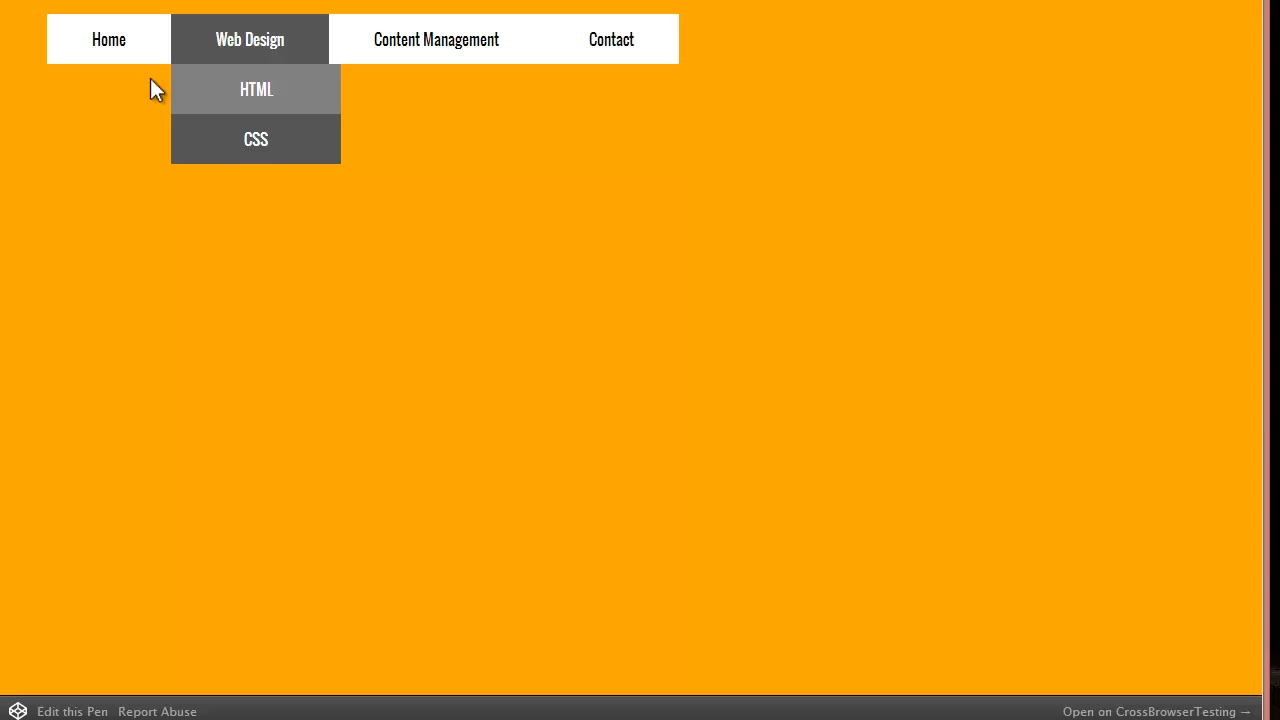 Home Web Design Content Management Contact
HTML
CSS
Edit this Pen Report Abuse Open on CrossBrowserTesting →